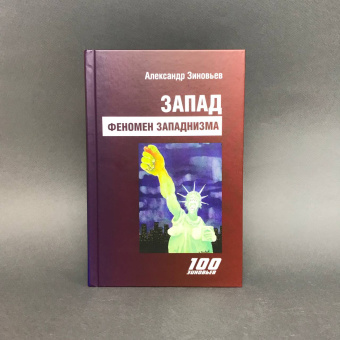 Александр Зиновьев
ЗАПАД
ФЕНОМЕН ЗАПАДНИЗМА
100
ЗИНОВЬЕВ